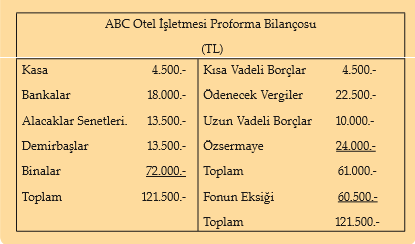 ABC Otel İşletmesi Proforma Bilançosu
(TL)
Kasa 4.500.- Kısa Vadeli Borçlar 4.500.-
Bankalar 18.000.- Ödenecek Vergiler 22.500.-
Alacaklar Senetleri. 13.500.- Uzun Vadeli Borçlar 10.000.-
Demirbaşlar 13.500.- Özsermaye 24.000.-
Binalar 72.000.- Toplam 61.000.-
Toplam 121.500.- Fonun Eksiği 60.500.-
Toplam 121.500.-